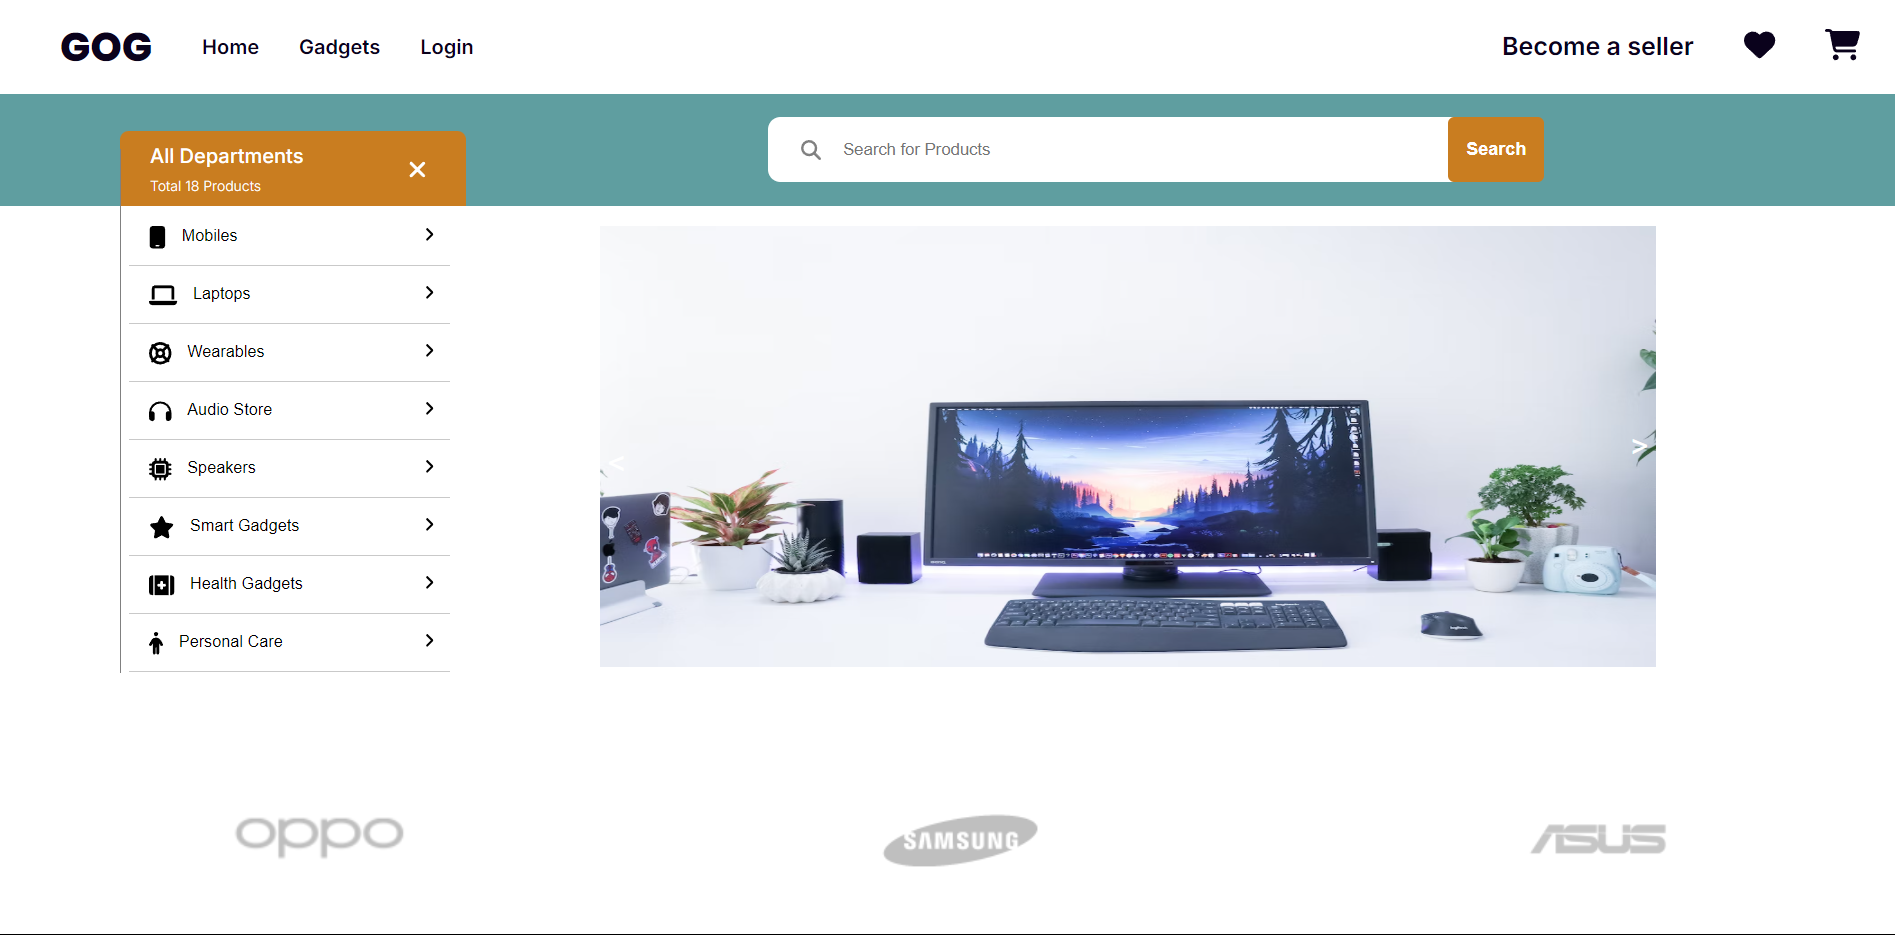 GOG
Home
Gadgets
Login
Become a seller
All Departments
Total 18 Products
Search for Products
Search
Mobiles
Laptops
Wearables
Audio Store
Speakers
Smart Gadgets
Health Gadgets
Personal Care
<
>
oppo
SAMSUNG
ASUS